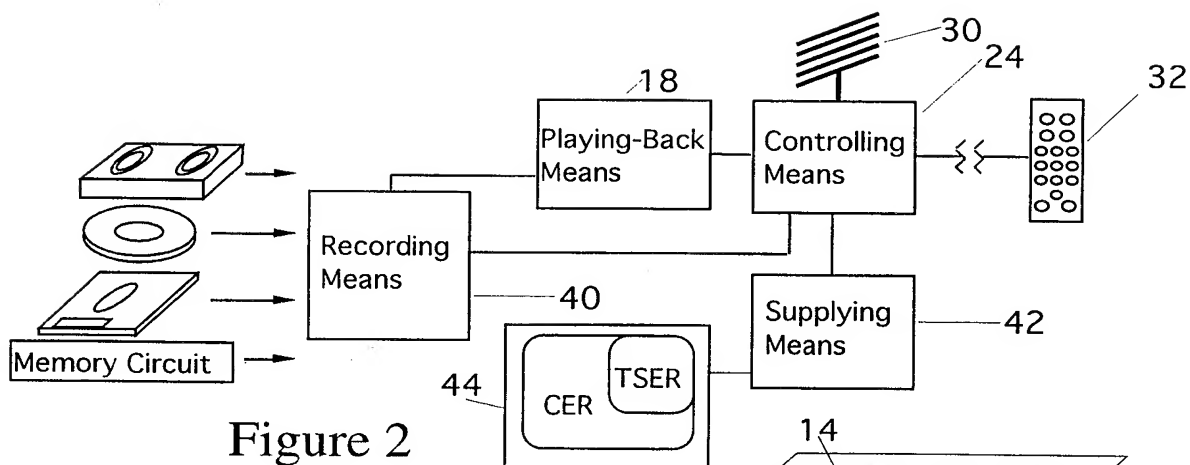 30
24
18
32
Playing-Back
Means
Controlling
Means
Recording
Means
40
Supplying
Means
42
Memory Circuit
44
TSER
CER
Figure 2
14